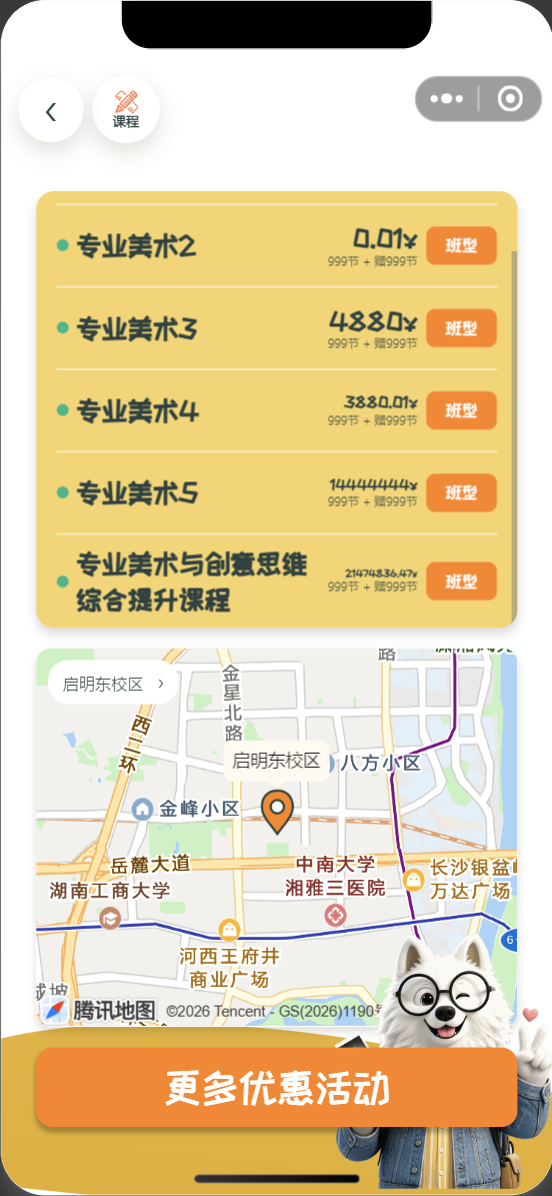 课程
专业美术2
0.01¥
999节 + 赠999节
班型
专业美术3
4880¥
999节 + 赠999节
班型
专业美术4
3880.01¥
999节 + 赠999节
班型
专业美术5
14444444¥
999节 + 赠999节
班型
专业美术与创意思维
综合提升课程
21474836.47¥
999节 + 赠999节
班型
启明东校区 ›
路
金星北路
西二环
启明东校区
八方小区
金峰小区
岳麓大道
中南大学
湘雅三医院
长沙银盆
万达广场
湖南工商大学
6
河西王府井
商业广场
腾讯地图
©2026 Tencent - GS(2026)1190号
更多优惠活动